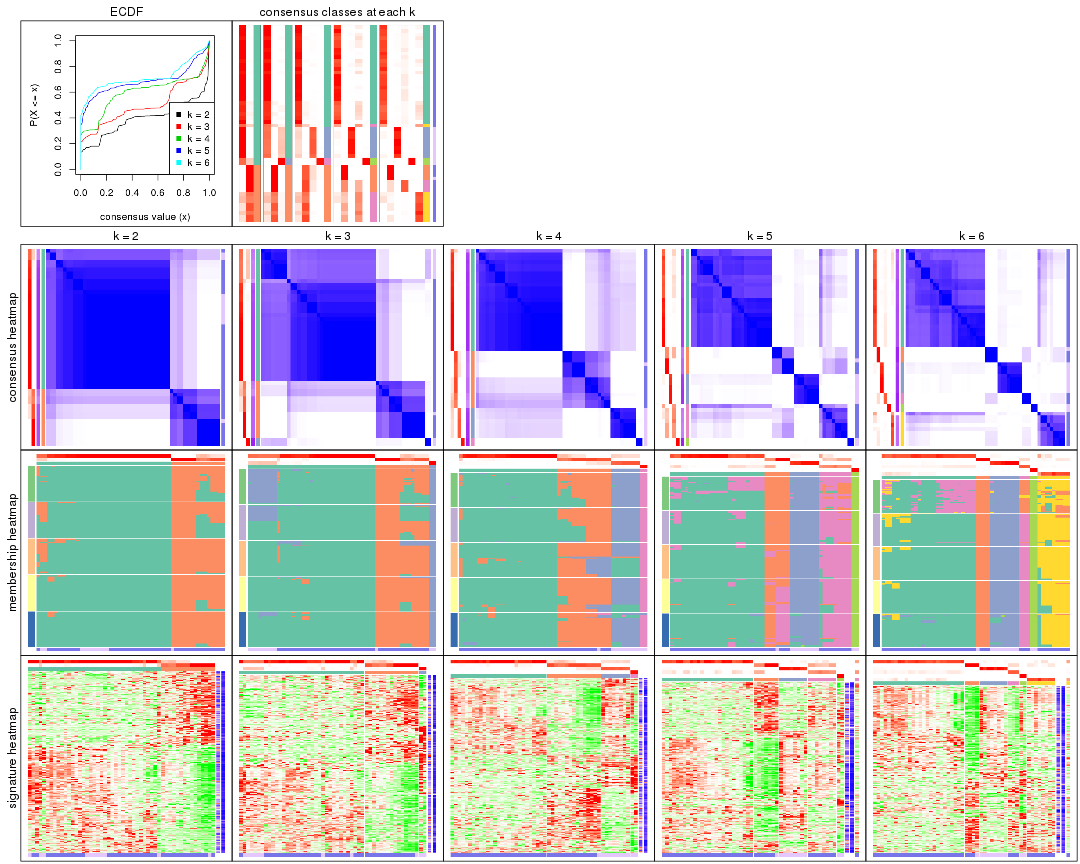 ECDF
consensus classes at each k
P(X <= x)
1.0
0.8
0.6
0.4
0.2
0.0
k = 2
k = 3
k = 4
k = 5
k = 6
0.0 0.2 0.4 0.6 0.8 1.0
consensus value (x)
k = 2
k = 3
k = 4
k = 5
k = 6
consensus heatmap
membership heatmap
signature heatmap